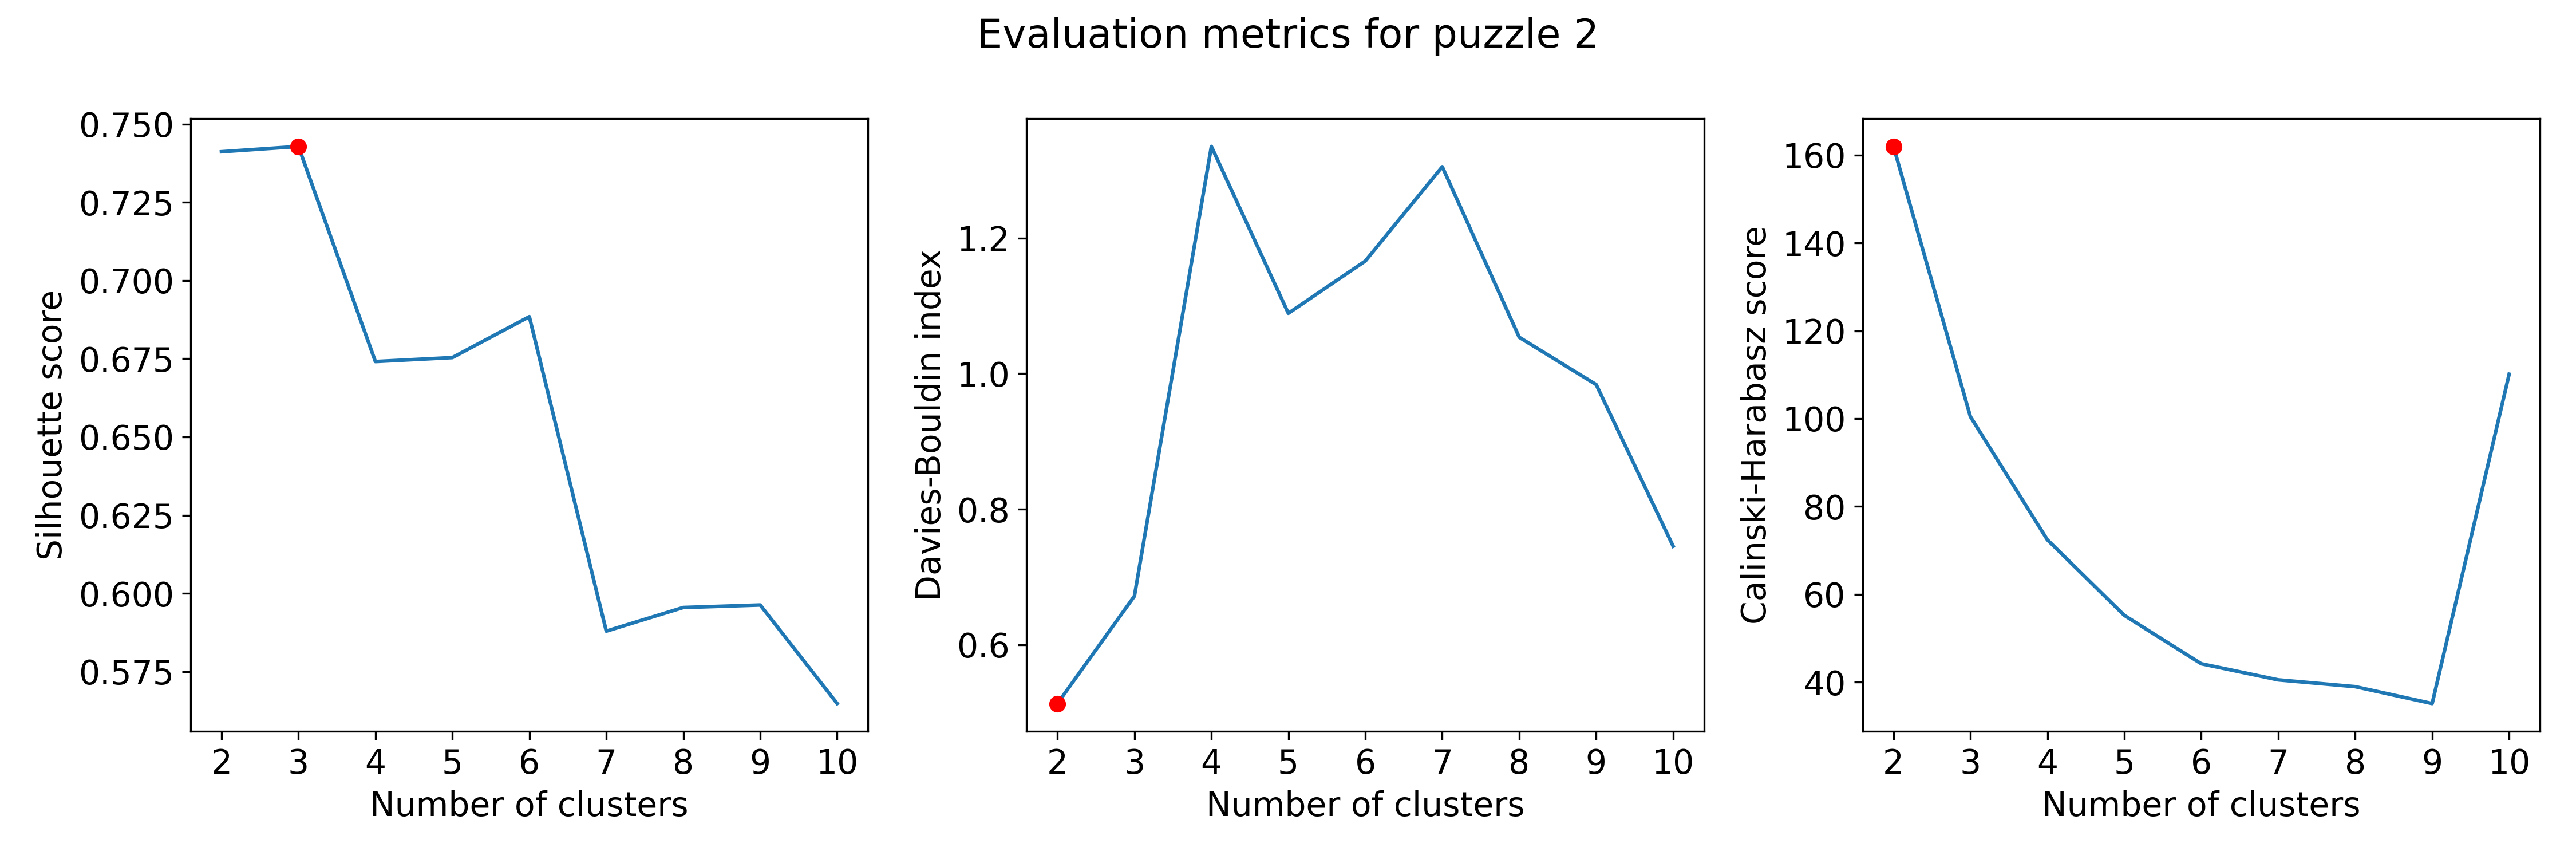 Evaluation metrics for puzzle 2
Silhouette score
0.750
0.725
0.700
0.675
0.650
0.625
0.600
0.575
2 3 4 5 6 7 8 9 10
Number of clusters
Davies-Bouldin index
1.2
1.0
0.8
0.6
2 3 4 5 6 7 8 9 10
Number of clusters
Calinski-Harabasz score
160
140
120
100
80
60
40
2 3 4 5 6 7 8 9 10
Number of clusters